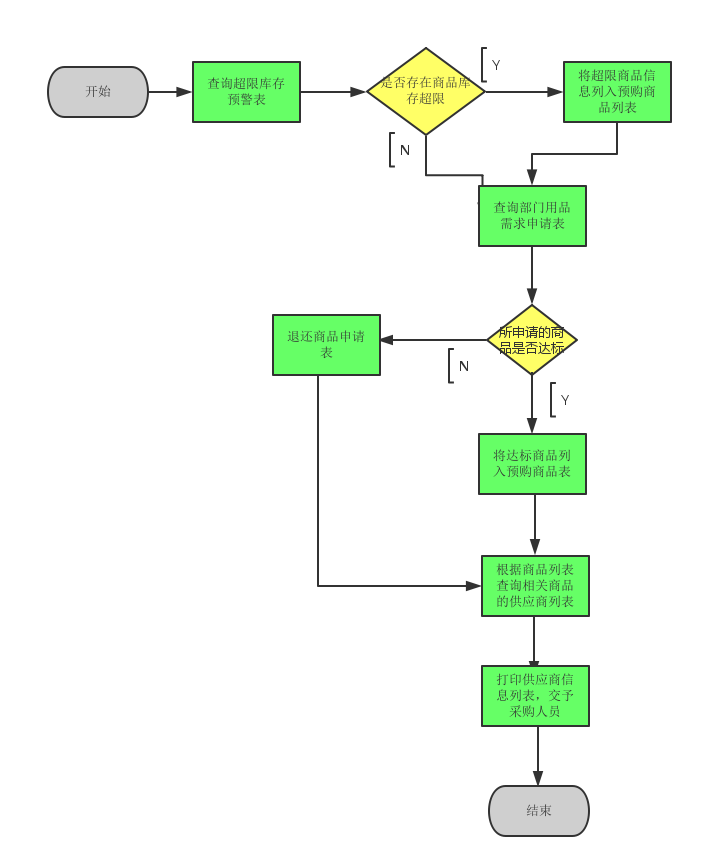 开始
查询超限库存
预警表
是否存在商品库
存超限
Y
将超限商品信
息列入预购商
品列表
N
查询部门用品
需求申请表
所申请的商
品是否达标
退还商品申请
表
N
Y
将达标商品列
入预购商品表
根据商品列表
查询相关商品
的供应商列表
打印供应商信
息列表，交予
采购人员
结束